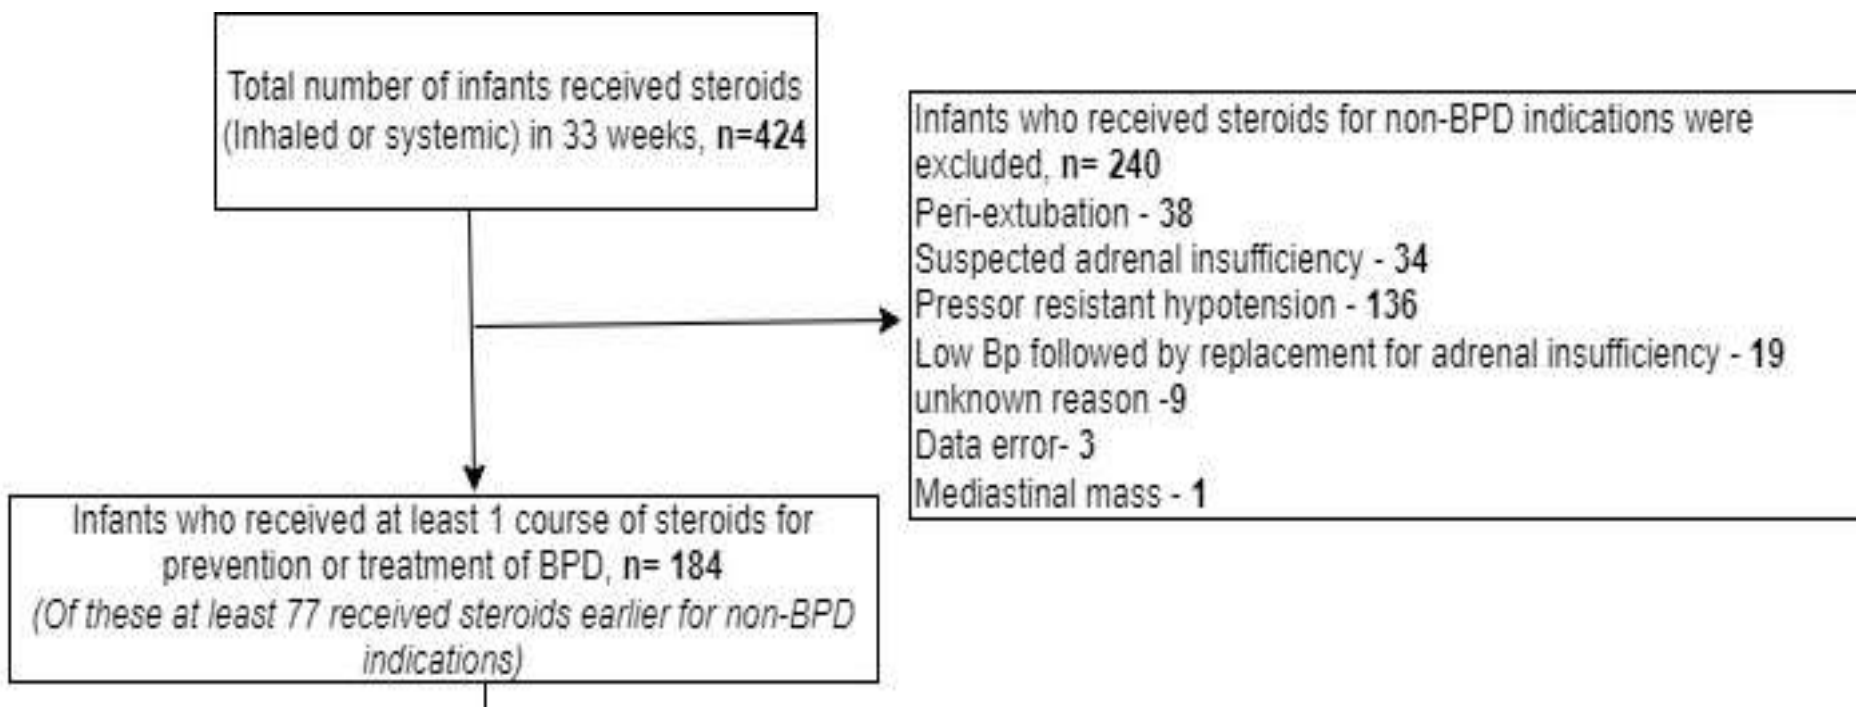 Total number of infants received steroids
(Inhaled or systemic) in 33 weeks, n=424
Infants who received steroids for non-BPD indications were
excluded, n= 240
Peri-extubation - 38
Suspected adrenal insufficiency - 34
Pressor resistant hypotension - 136
Low Bp followed by replacement for adrenal insufficiency - 19
unknown reason -9
Data error- 3
Mediastinal mass - 1
Infants who received at least 1 course of steroids for
prevention or treatment of BPD, n= 184
(Of these at least 77 received steroids earlier for non-BPD
indications)